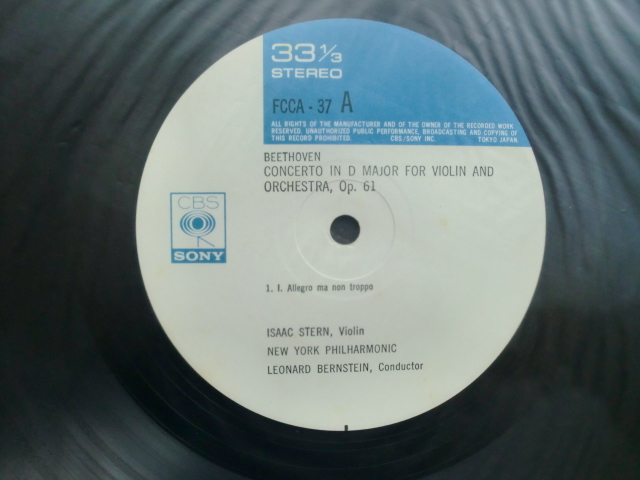 33 1/3
STEREO
FCCA - 37 A
ALL RIGHTS OF THE MANUFACTURER AND OF THE OWNER OF THE RECORDED WORK
RESERVED. UNAUTHORIZED PUBLIC PERFORMANCE, BROADCASTING AND COPYING OF
THIS RECORD PROHIBITED. CBS/SONY INC. TOKYO JAPAN.
BEETHOVEN
CONCERTO IN D MAJOR FOR VIOLIN AND
ORCHESTRA, Op. 61
CBS
SONY
1. I. Allegro ma non troppo
ISAAC STERN, Violin
NEW YORK PHILHARMONIC
LEONARD BERNSTEIN, Conductor